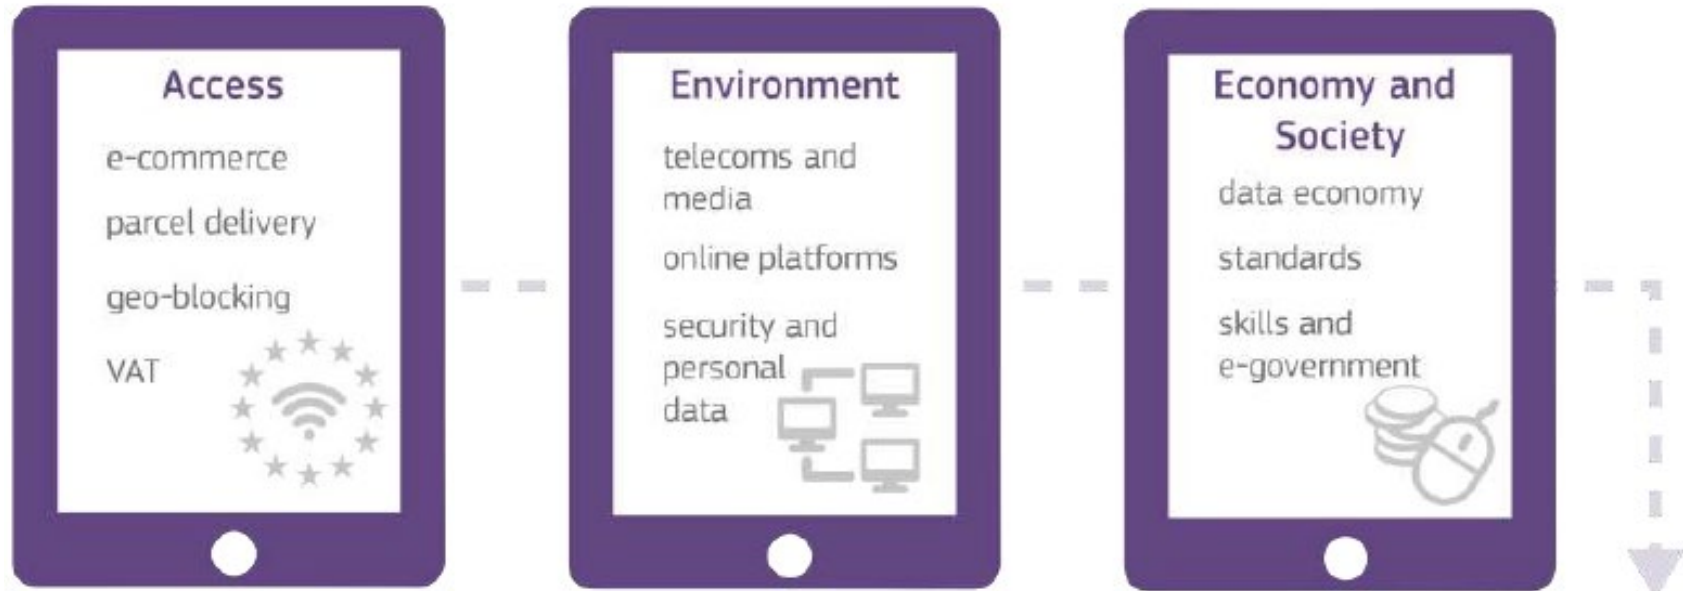 Access
e-commerce
parcel delivery
geo-blocking
VAT
Environment
telecoms and
media
online platforms
security and
personal
data
Economy and
Society
data economy
standards
skills and
e-government